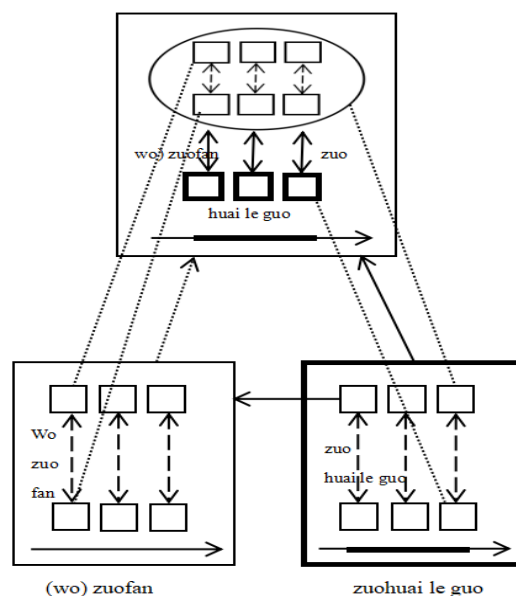 wo) zuofan zuo
huai le guo
Wo
zuo
fan
zuo
huai le guo
(wo) zuofan
zuohuai le guo